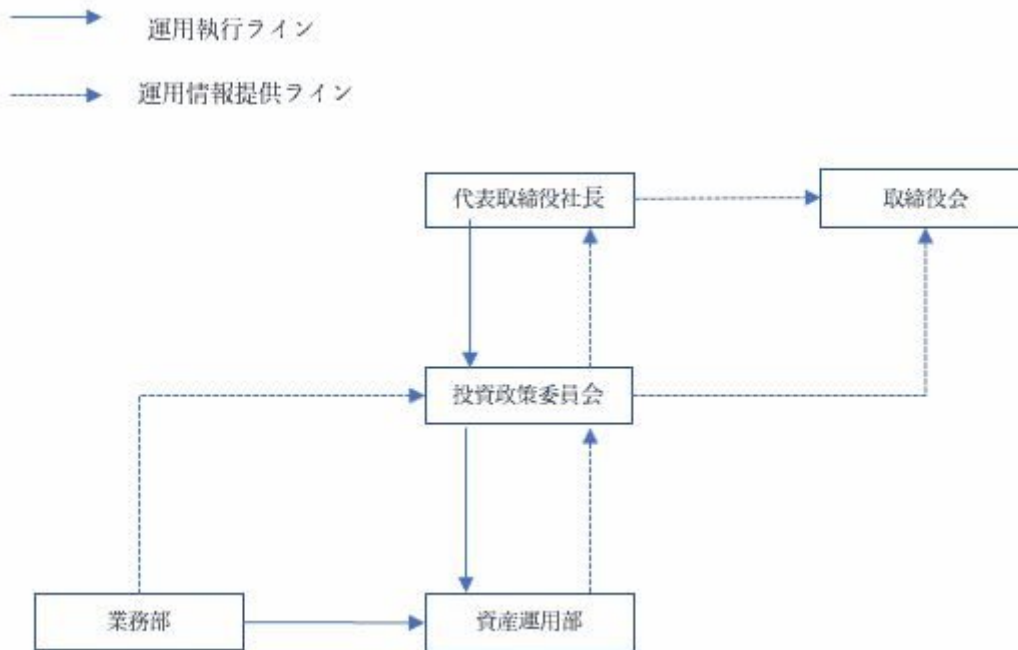 運用執行ライン
運用情報提供ライン
代表取締役社長
取締役会
投資政策委員会
業務部
資産運用部